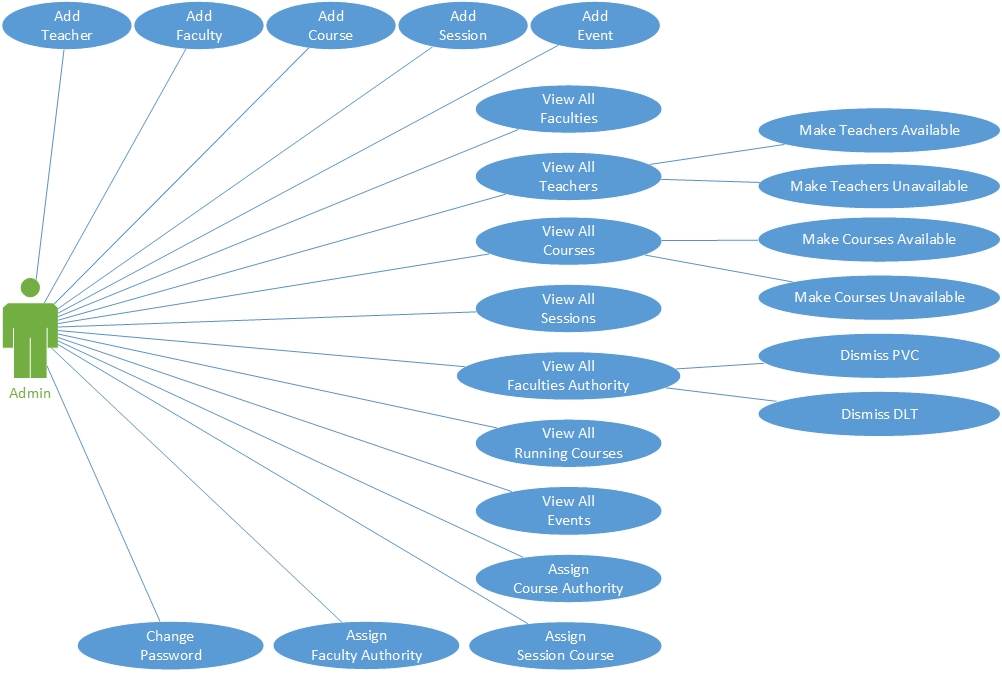 Add
Teacher
Add
Faculty
Add
Course
Add
Session
Add
Event
View All
Faculties
View All
Teachers
Make Teachers Available
Make Teachers Unavailable
View All
Courses
Make Courses Available
Make Courses Unavailable
View All
Sessions
View All
Faculties Authority
Dismiss PVC
Dismiss DLT
Admin
View All
Running Courses
View All
Events
Assign
Course Authority
Change
Password
Assign
Faculty Authority
Assign
Session Course